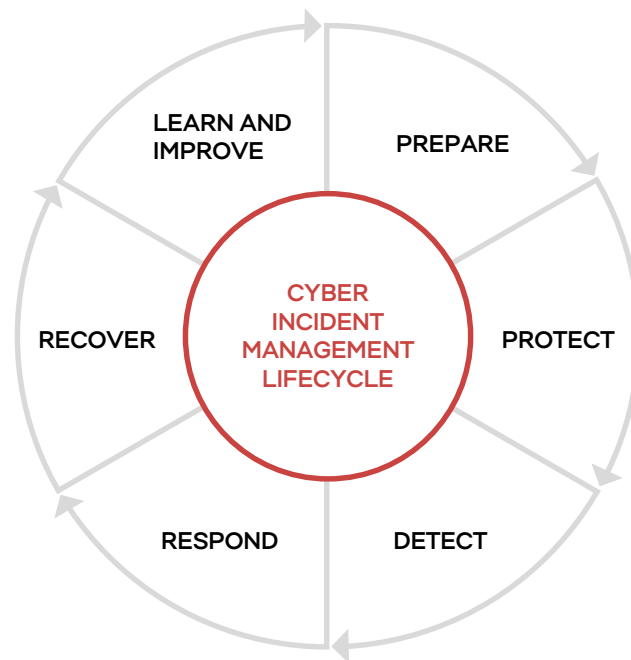 LEARN AND
IMPROVE
PREPARE
CYBER
INCIDENT
MANAGEMENT
LIFECYCLE
RECOVER
PROTECT
RESPOND
DETECT